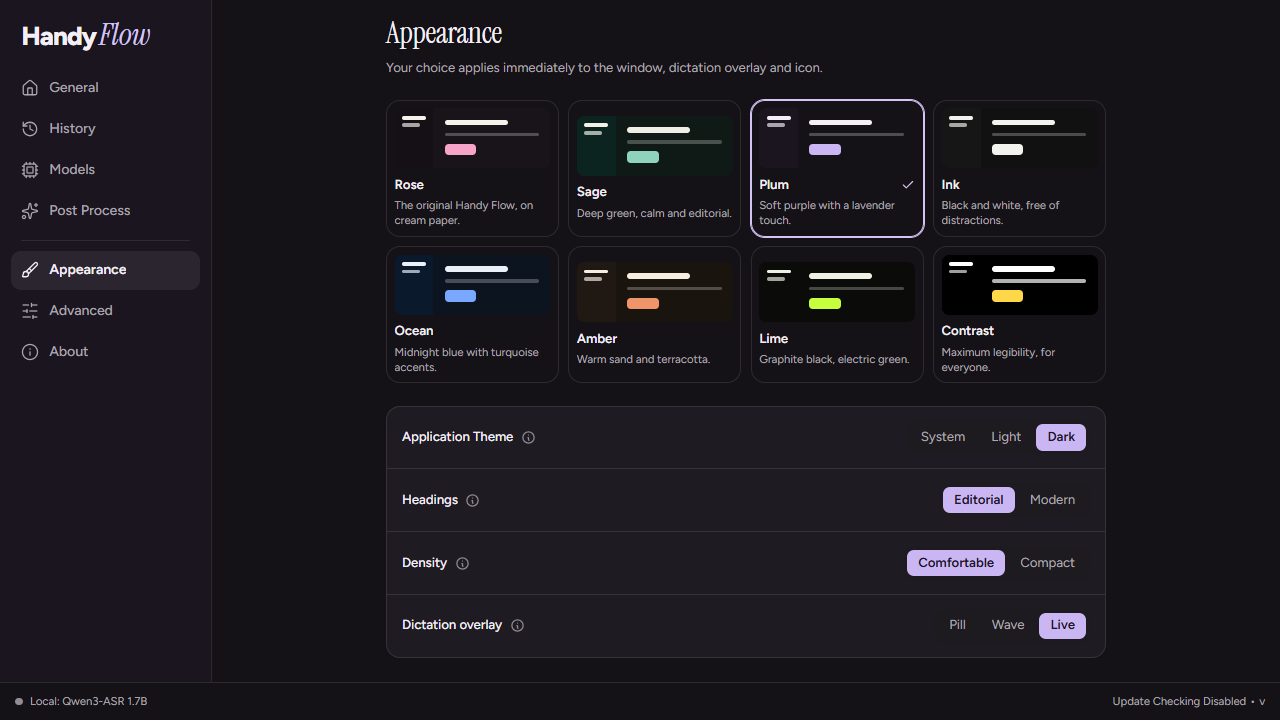 Handy Flow
General
History
Models
Post Process
Appearance
Advanced
About
Appearance
Your choice applies immediately to the window, dictation overlay and icon.
Rose
The original Handy Flow, on
cream paper.
Sage
Deep green, calm and editorial.
Plum
Soft purple with a lavender
touch.
Ink
Black and white, free of
distractions.
Ocean
Midnight blue with turquoise
accents.
Amber
Warm sand and terracotta.
Lime
Graphite black, electric green.
Contrast
Maximum legibility, for
everyone.
Application Theme
System Light Dark
Headings
Editorial Modern
Density
Comfortable Compact
Dictation overlay
Pill Wave Live
Local: Qwen3-ASR 1.7B
Update Checking Disabled • v